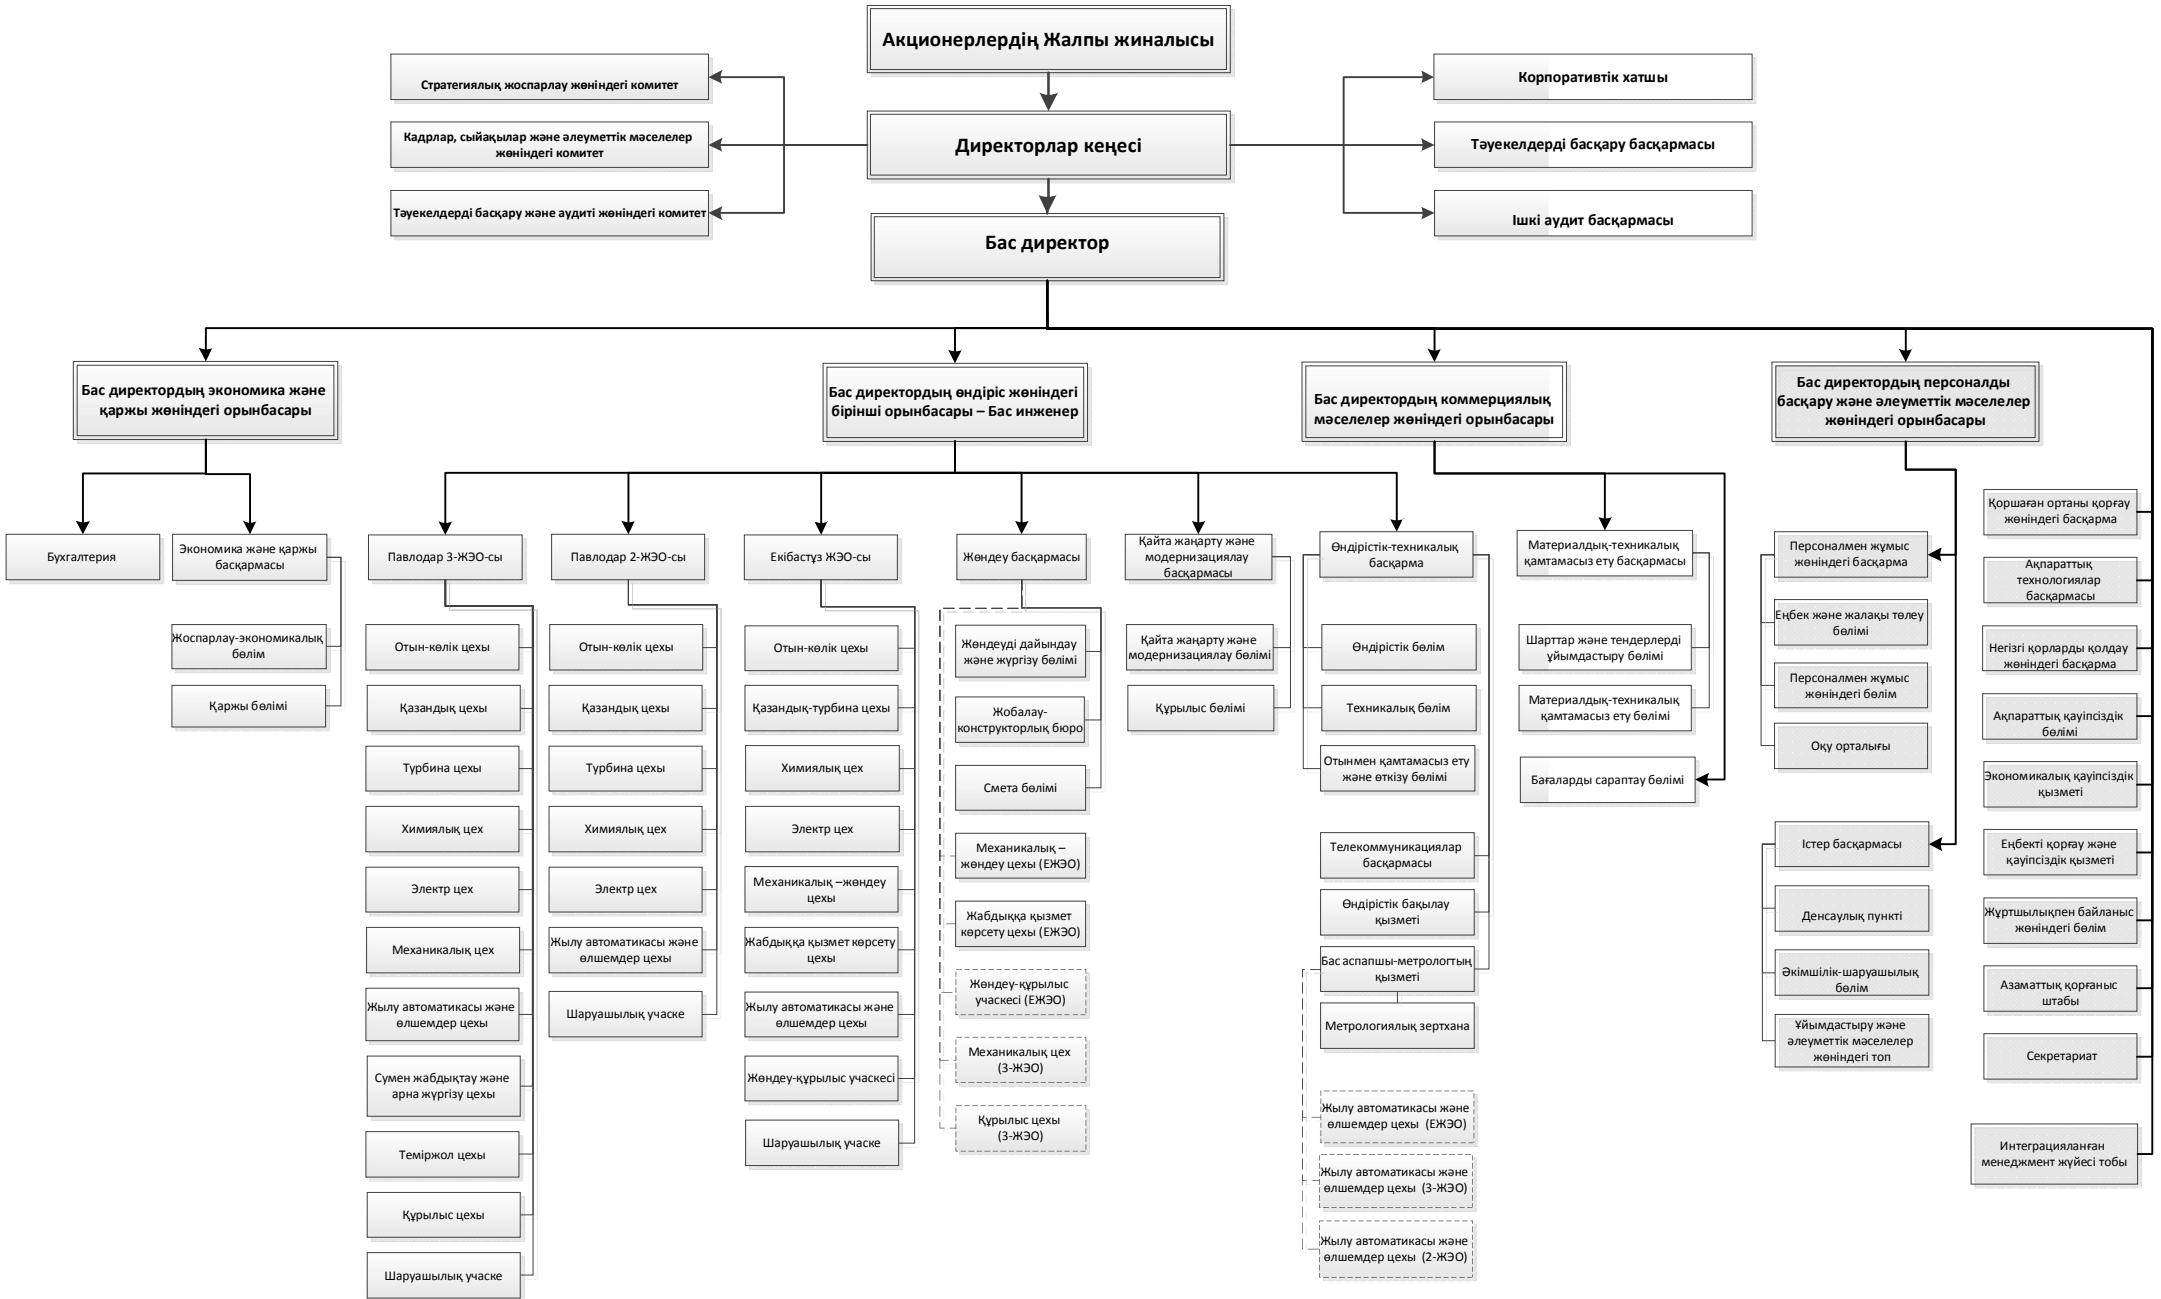 Акционерлердің Жалпы жиналысы
Стратегиялық жоспарлау жөніндегі комитет
Кадрлар, сыйақылар және әлеуметтік мәселелер
жөніндегі комитет
Тәуекелдерді басқару және аудиті жөніндегі комитет
Директорлар кеңесі
Корпоративтік хатшы
Тәуекелдерді басқару басқармасы
Ішкі аудит басқармасы
Бас директор
Бас директордың экономика және
қаржы жөніндегі орынбасары
Бас директордың өндіріс жөніндегі
бірінші орынбасары – Бас инженер
Бас директордың коммерциялық
мәселелер жөніндегі орынбасары
Бас директордың персоналды
басқару және әлеуметтік мәселелер
жөніндегі орынбасары
Бухгалтерия
Экономика және қаржы
басқармасы
Жоспарлау-экономикалық
бөлім
Қаржы бөлімі
Павлодар 3-ЖЭО-сы
Отын-көлік цехы
Қазандық цехы
Турбина цехы
Химиялық цех
Электр цех
Механикалық цех
Жылу автоматикасы және
өлшемдер цехы
Сумен жабдықтау және
арна жүргізу цехы
Теміржол цехы
Құрылыс цехы
Шаруашылық учаске
Павлодар 2-ЖЭО-сы
Отын-көлік цехы
Қазандық цехы
Турбина цехы
Химиялық цех
Электр цех
Жылу автоматикасы және
өлшемдер цехы
Шаруашылық учаске
Екібастұз ЖЭО-сы
Отын-көлік цехы
Қазандық-турбина цехы
Химиялық цех
Электр цех
Механикалық –жөндеу
цехы
Жабдыққа қызмет көрсету
цехы
Жылу автоматикасы және
өлшемдер цехы
Жөндеу-құрылыс учаскесі
Шаруашылық учаске
Жөндеу басқармасы
Жөндеуді дайындау
және жүргізу бөлімі
Жобалау-
конструкторлық бюро
Смета бөлімі
Механикалық –
жөндеу цехы (ЕЖЭО)
Жабдыққа қызмет
көрсету цехы (ЕЖЭО)
Жөндеу-құрылыс
учаскесі (ЕЖЭО)
Механикалық цех
(3-ЖЭО)
Құрылыс цехы
(3-ЖЭО)
Қайта жаңарту және
модернизациялау
басқармасы
Қайта жаңарту және
модернизациялау бөлімі
Құрылыс бөлімі
Өндірістік-техникалық
басқарма
Өндірістік бөлім
Техникалық бөлім
Отынмен қамтамасыз ету
және өткізу бөлімі
Телекоммуникациялар
басқармасы
Өндірістік бақылау
қызметі
Бас аспапшы-метрологтың
қызметі
Метрологиялық зертхана
Жылу автоматикасы және
өлшемдер цехы (ЕЖЭО)
Жылу автоматикасы және
өлшемдер цехы (3-ЖЭО)
Жылу автоматикасы және
өлшемдер цехы (2-ЖЭО)
Материалдық-техникалық
қамтамасыз ету басқармасы
Шарттар және тендерлерді
ұйымдастыру бөлімі
Материалдық-техникалық
қамтамасыз ету бөлімі
Бағаларды сараптау бөлімі
Персоналмен жұмыс
жөніндегі басқарма
Еңбек және жалақы төлеу
бөлімі
Персоналмен жұмыс
жөніндегі бөлім
Оқу орталығы
Істер басқармасы
Денсаулық пункті
Әкімшілік-шаруашылық
бөлім
Ұйымдастыру және
әлеуметтік мәселелер
жөніндегі топ
Қоршаған ортаны қорғау
жөніндегі басқарма
Ақпараттық
технологиялар
басқармасы
Негізгі қорларды қолдау
жөніндегі басқарма
Ақпараттық қауіпсіздік
бөлімі
Экономикалық қауіпсіздік
қызметі
Еңбекті қорғау және
қауіпсіздік қызметі
Жұртшылықпен байланыс
жөніндегі бөлім
Азаматтық қорғаныс
штабы
Секретариат
Интеграцияланған
менеджмент жүйесі тобы